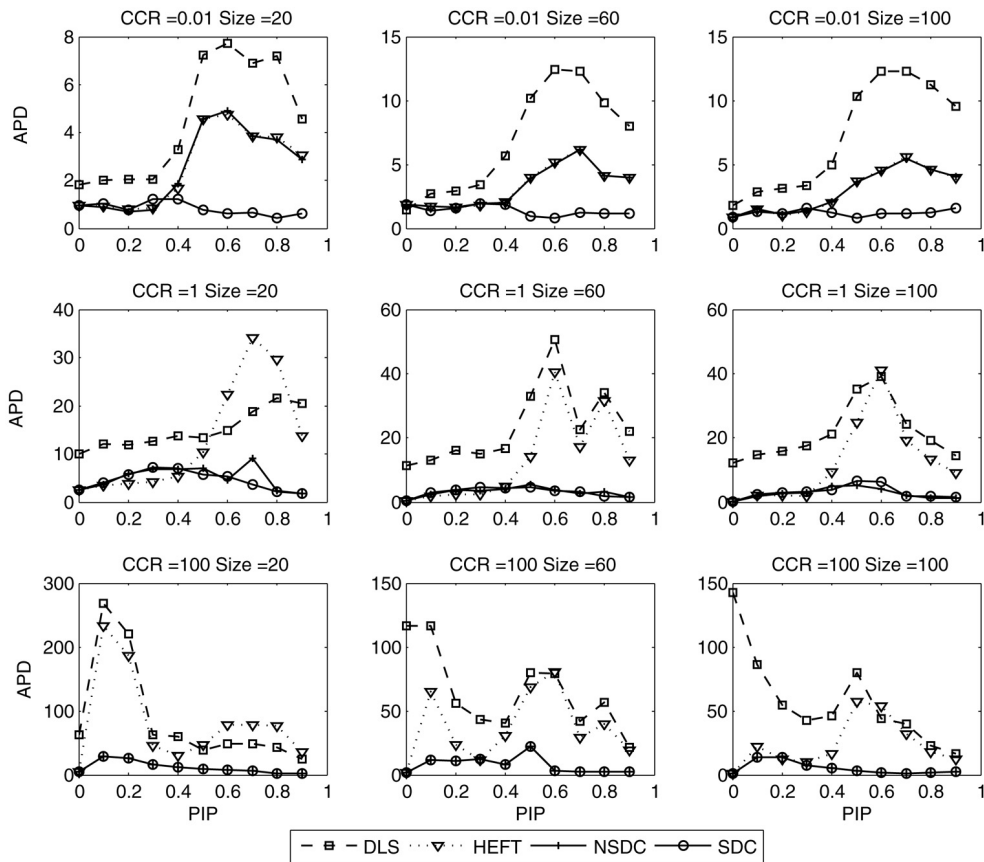 CCR =0.01 Size =20
CCR =0.01 Size =60
CCR =0.01 Size =100
8
6
4
2
0
APD
0 0.2 0.4 0.6 0.8 1
15
10
5
0
0 0.2 0.4 0.6 0.8 1
15
10
5
0
0 0.2 0.4 0.6 0.8 1
CCR =1 Size =20
CCR =1 Size =60
CCR =1 Size =100
40
30
20
10
0
APD
0 0.2 0.4 0.6 0.8 1
60
40
20
0
0 0.2 0.4 0.6 0.8 1
60
40
20
0
0 0.2 0.4 0.6 0.8 1
CCR =100 Size =20
CCR =100 Size =60
CCR =100 Size =100
300
200
100
0
APD
0 0.2 0.4 0.6 0.8 1
PIP
150
100
50
0
0 0.2 0.4 0.6 0.8 1
PIP
150
100
50
0
0 0.2 0.4 0.6 0.8 1
PIP
DLS HEFT NSDC SDC